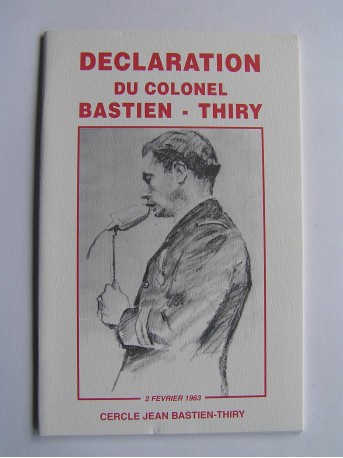 DECLARATION
DU COLONEL
BASTIEN - THIRY
2 FEVRIER 1963
CERCLE JEAN BASTIEN-THIRY